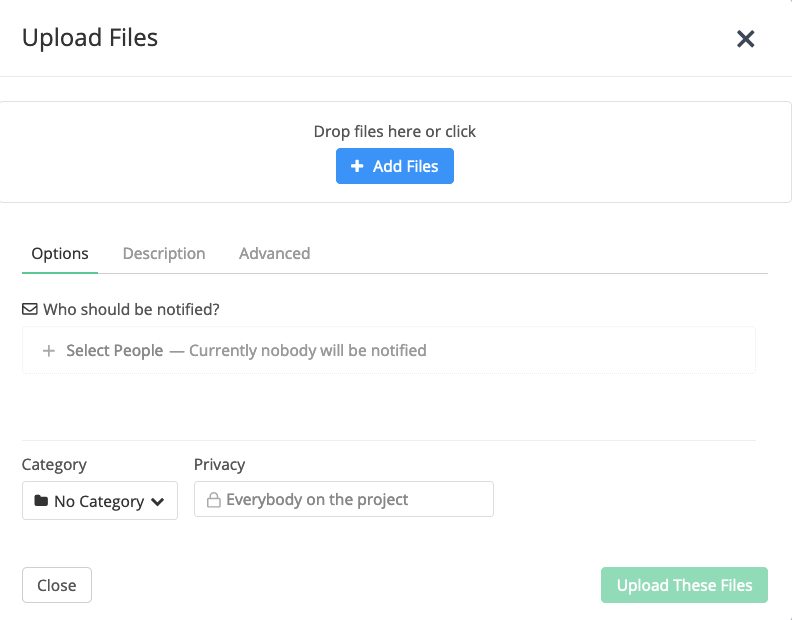 Upload Files
Drop files here or click
Add Files
Options Description Advanced
Who should be notified?
Select People — Currently nobody will be notified
Category Privacy
No Category Everybody on the project
Close Upload These Files